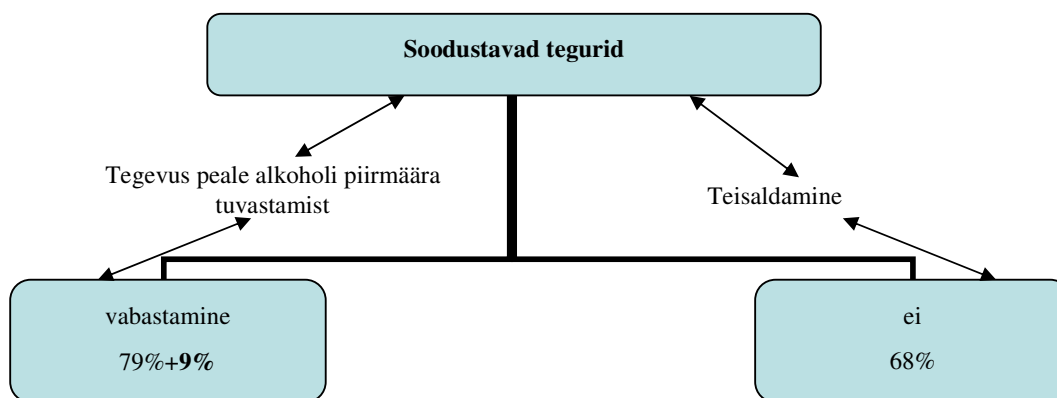 Soodustavad tegurid
Tegevus peale alkoholi piirmäära
tuvastamist
Teisaldamine
vabastamine
79%+9%
ei
68%